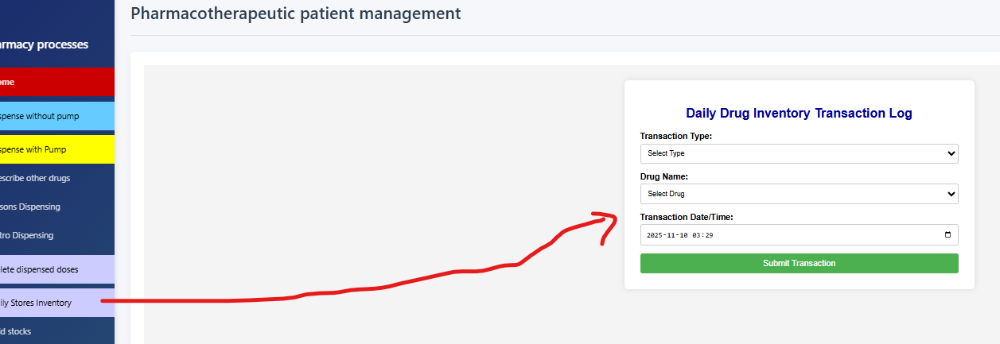 Pharmacotherapeutic patient management
armacy processes
ome
spense without pump
spense with Pump
escribe other drugs
sons Dispensing
tro Dispensing
lete dispensed doses
ily Stores Inventory
d stocks
Daily Drug Inventory Transaction Log
Transaction Type:
Select Type
Drug Name:
Select Drug
Transaction Date/Time:
2025-11-10 03:29
Submit Transaction